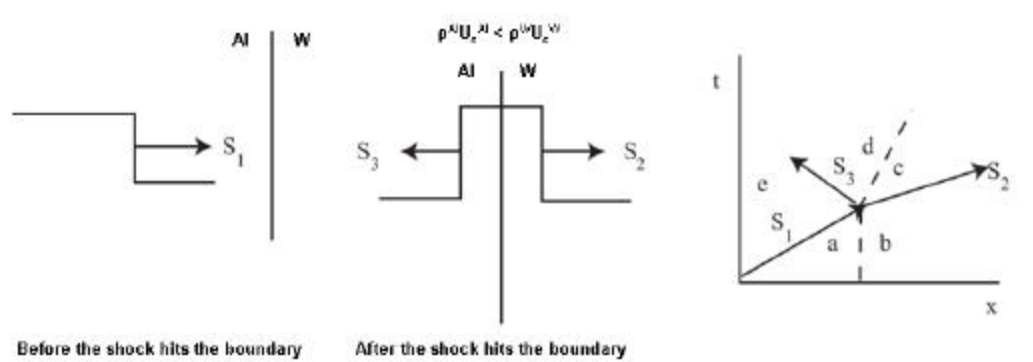 Al W
S₁
Before the shock hits the boundary
ρᴬˡUₛᴬˡ < ρᵂUₛᵂ
Al W
S₃ S₂
After the shock hits the boundary
t
d
S₃ c
e S₂
S₁
a b
x